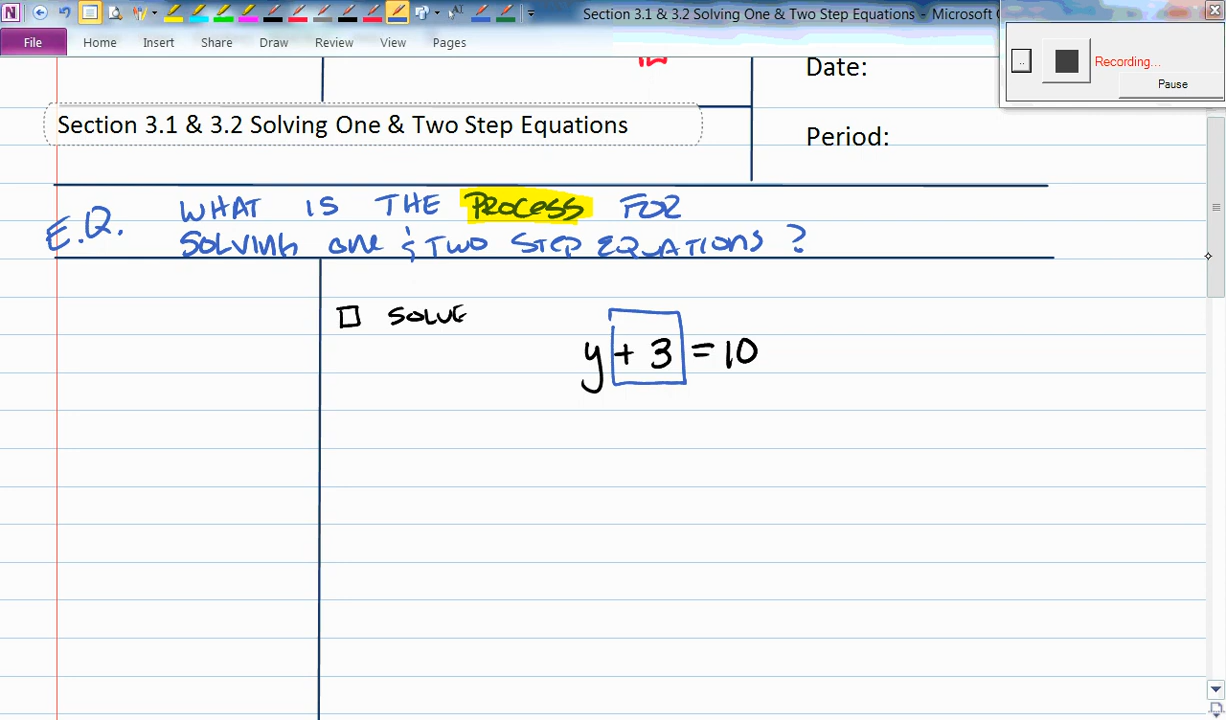 Section 3.1 & 3.2 Solving One & Two Step Equations - Microsoft
File Home Insert Share Draw Review View Pages
Recording...
Pause
Date:
Section 3.1 & 3.2 Solving One & Two Step Equations
Period:
E.Q. WHAT IS THE PROCESS FOR
SOLVING ONE & TWO STEP EQUATIONS ?
SOLVE
y + 3 = 10